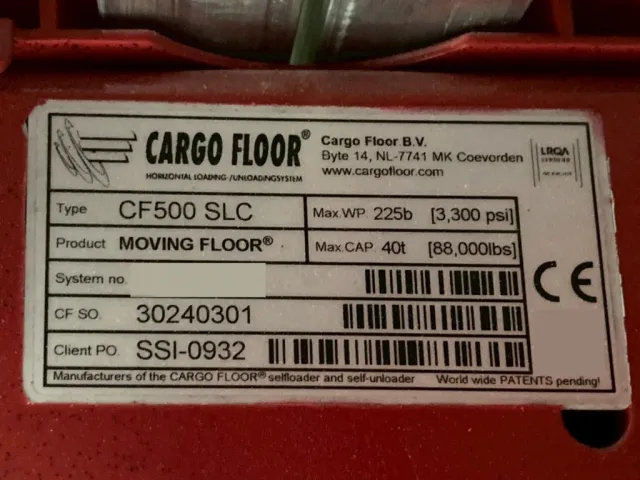 CARGO FLOOR®
HORIZONTAL LOADING-/UNLOADINGSYSTEM
Cargo Floor B.V.
Byte 14, NL-7741 MK Coevorden
www.cargofloor.com
LRQA
CERTIFIED
Type CF500 SLC
Max.WP. 225b [3,300 psi]
Product MOVING FLOOR®
Max.CAP. 40t [88,000lbs]
System no.
CE
CF SO. 30240301
Client PO. SSI-0932
Manufacturers of the CARGO FLOOR® selfloader and self-unloader
World wide PATENTS pending!